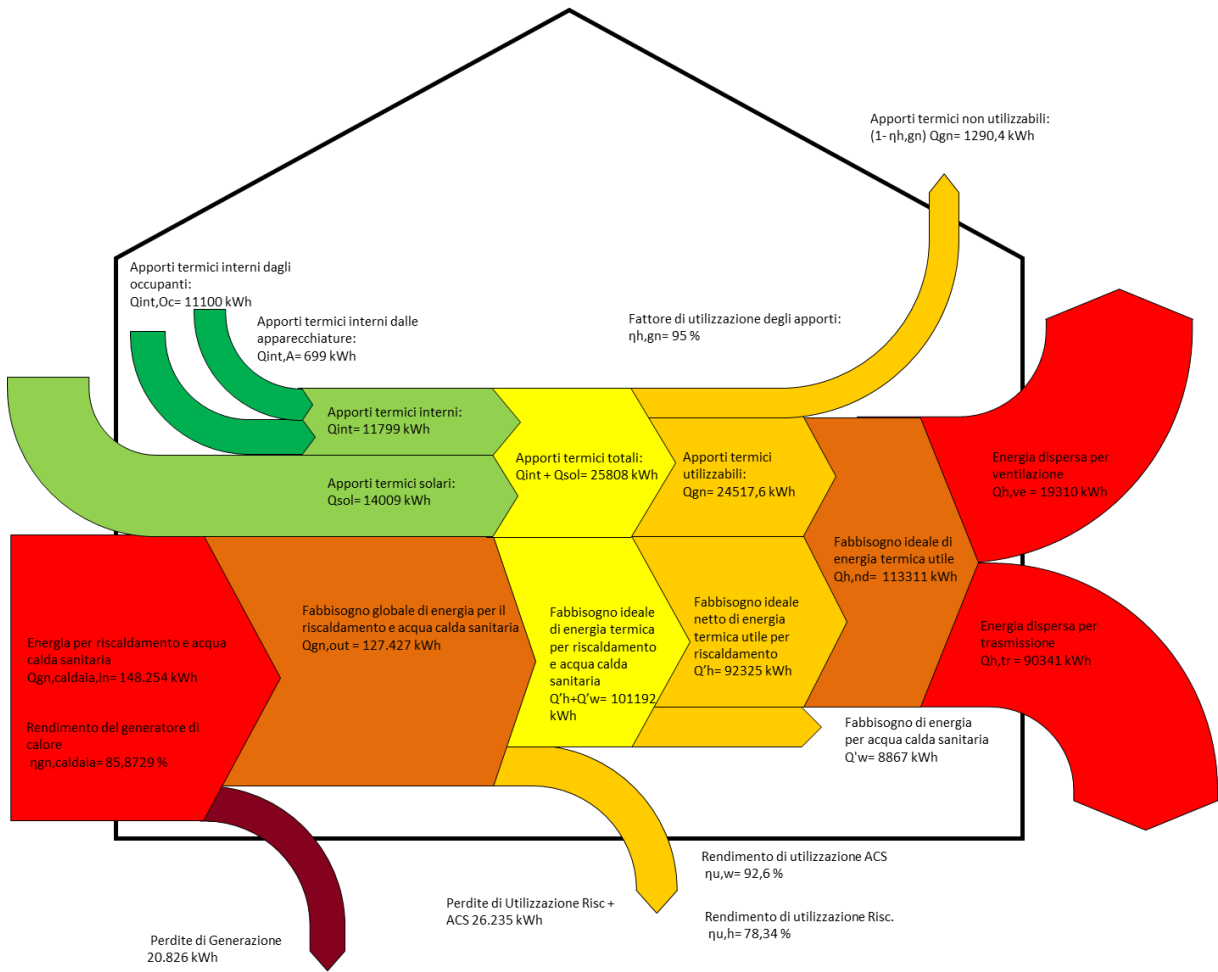 Apporti termici non utilizzabili:
(1- ηh,gn) Qgn= 1290,4 kWh
Apporti termici interni dagli
occupanti:
Qint,Oc= 11100 kWh
Apporti termici interni dalle
apparecchiature:
Qint,A= 699 kWh
Fattore di utilizzazione degli apporti:
ηh,gn= 95 %
Apporti termici interni:
Qint= 11799 kWh
Apporti termici totali:
Qint + Qsol= 25808 kWh
Apporti termici
utilizzabili:
Qgn= 24517,6 kWh
Energia dispersa per
ventilazione
Qh,ve = 19310 kWh
Apporti termici solari:
Qsol= 14009 kWh
Fabbisogno ideale di
energia termica utile
Qh,nd=  113311 kWh
Energia per riscaldamento e acqua
calda sanitaria
Qgn,caldaia,in= 148.254 kWh
Rendimento del generatore di
calore
ηgn,caldaia= 85,8729 %
Fabbisogno globale di energia per il
riscaldamento e acqua calda sanitaria
Qgn,out = 127.427 kWh
Fabbisogno ideale
di energia termica
per riscaldamento
e acqua calda
sanitaria
Q’h+Q’w= 101192
kWh
Fabbisogno ideale
netto di energia
termica utile per
riscaldamento
Q’h= 92325 kWh
Energia dispersa per
trasmissione
Qh,tr = 90341 kWh
Fabbisogno di energia
per acqua calda sanitaria
Q'w= 8867 kWh
Rendimento di utilizzazione ACS
ηu,w= 92,6 %
Perdite di Utilizzazione Risc +
ACS 26.235 kWh
Rendimento di utilizzazione Risc.
ηu,h= 78,34 %
Perdite di Generazione
20.826 kWh